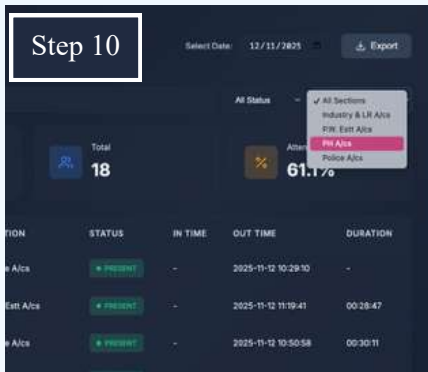 Step 10
Select Date: 12/11/2025 Export
All Status ✓ All Sections
Industry & LR A/cs
P.W. Estt A/cs
PH A/cs
Police A/cs
Total
18
Atten
61.1%
TION STATUS IN TIME OUT TIME DURATION
e A/cs PRESENT - 2025-11-12 10:29:10 -
Estt A/cs PRESENT - 2025-11-12 11:19:41 00:28:47
e A/cs PRESENT - 2025-11-12 10:50:58 00:30:11